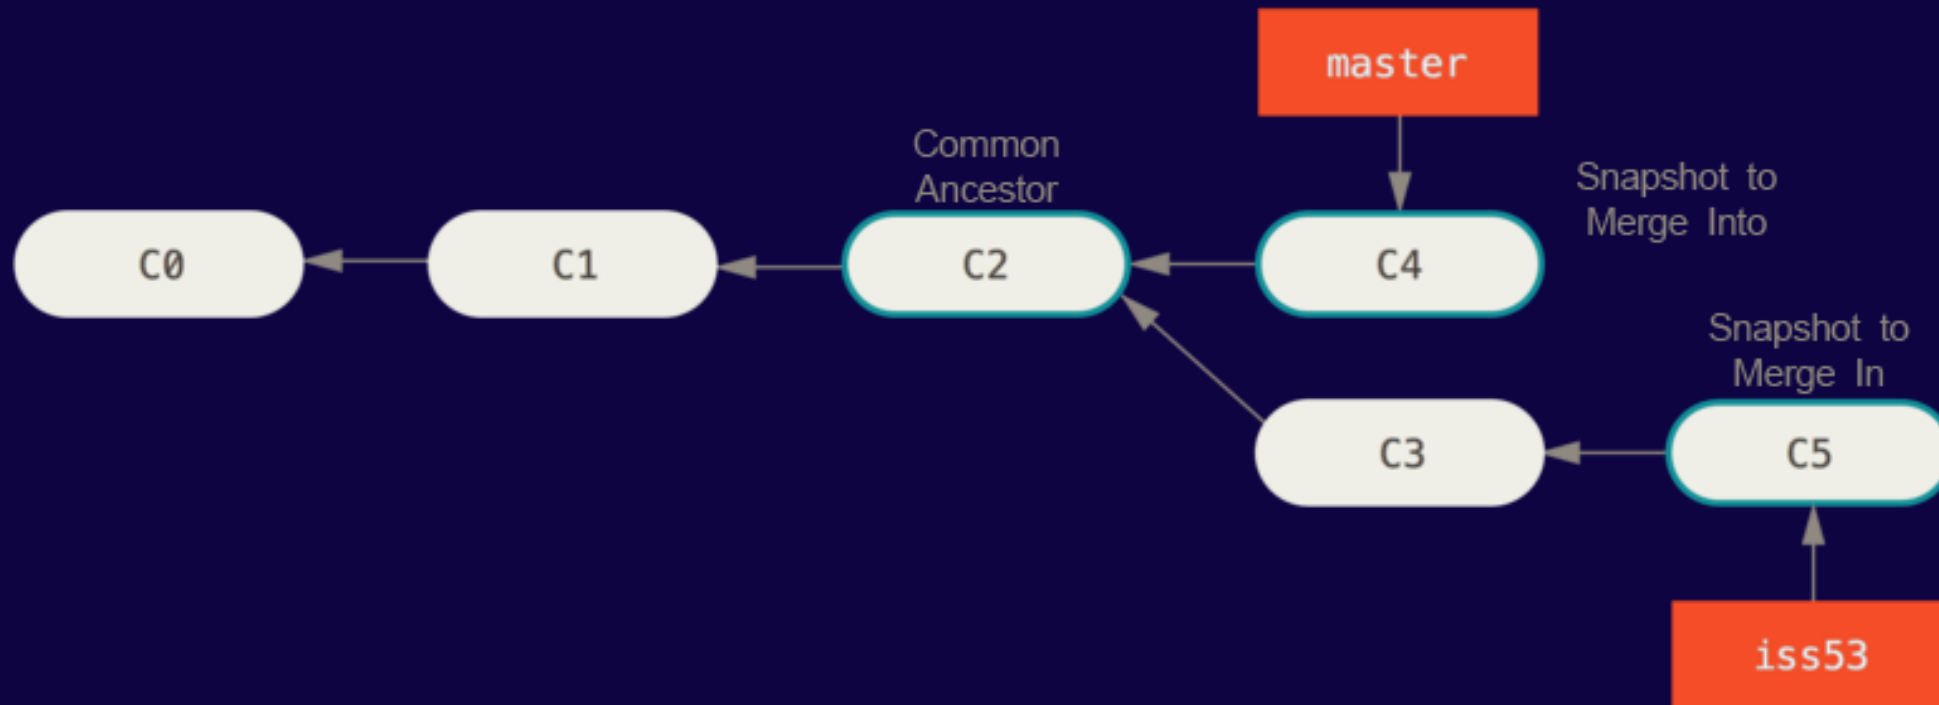 master
Common
Ancestor
Snapshot to
Merge Into
C0
C1
C2
C4
Snapshot to
Merge In
C3
C5
iss53